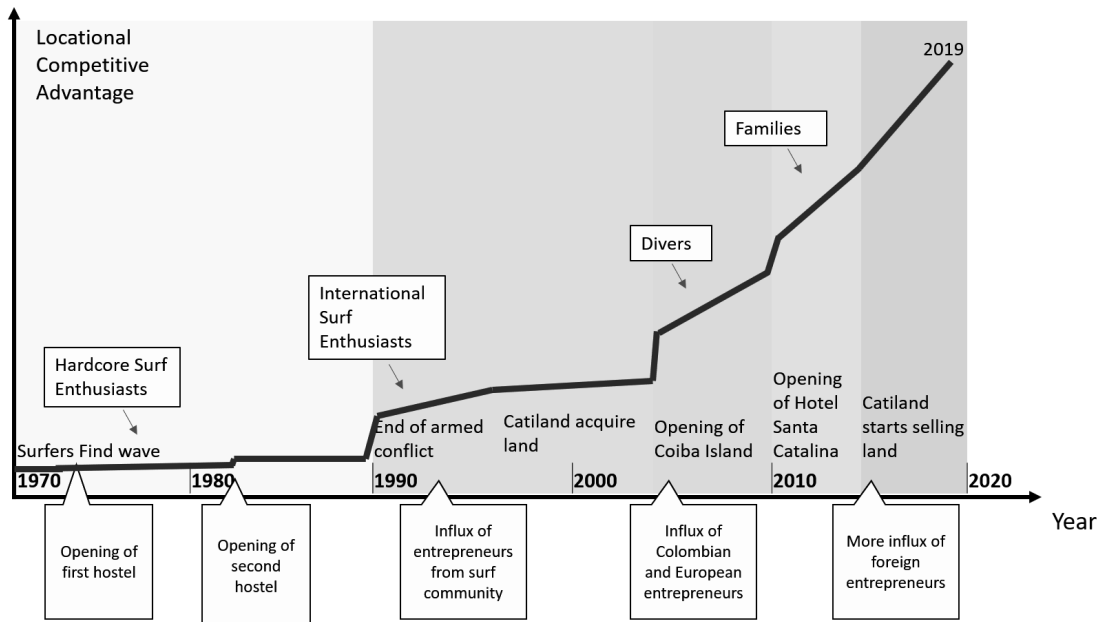 Locational
Competitive
Advantage
2019
Families
Divers
International
Surf
Enthusiasts
Hardcore Surf
Enthusiasts
Surfers Find wave
End of armed
conflict
Catiland acquire
land
Opening of
Coiba Island
Opening
of Hotel
Santa
Catalina
Catiland
starts selling
land
1970
1980
1990
2000
2010
2020
Year
Opening of
first hostel
Opening of
second
hostel
Influx of
entrepreneurs
from surf
community
Influx of
Colombian
and European
entrepreneurs
More influx of
foreign
entrepreneurs